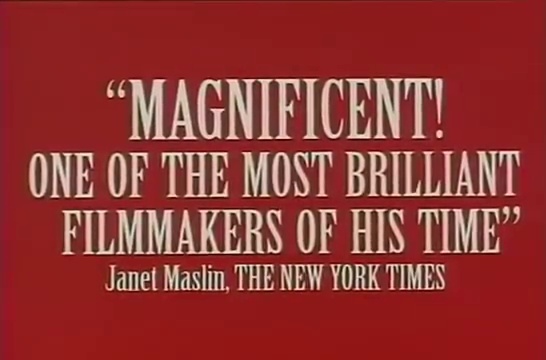 “MAGNIFICENT!
ONE OF THE MOST BRILLIANT
FILMMAKERS OF HIS TIME”
Janet Maslin, THE NEW YORK TIMES